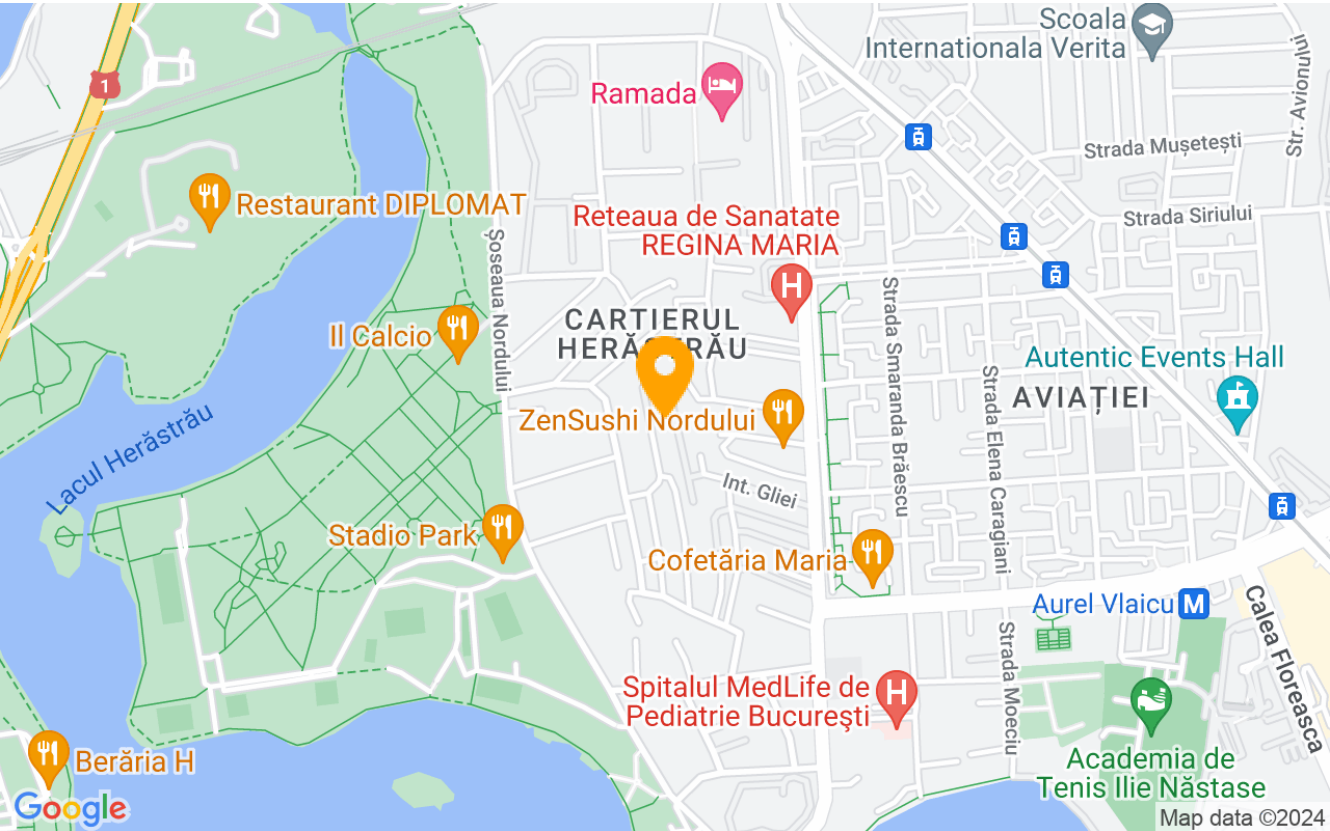 Scoala
Internationala Verita
1
Ramada
Str. Avionului
Strada Mușetești
Restaurant DIPLOMAT
Reteaua de Sanatate
REGINA MARIA
H
Strada Siriului
Șoseaua Nordului
Il Calcio
CARTIERUL
HERĂSTRĂU
Strada Smaranda Brăescu
Autentic Events Hall
Strada Elena Caragiani
AVIAȚIEI
ZenSushi Nordului
Lacul Herăstrău
Int. Gliei
Stadio Park
Cofetăria Maria
Aurel Vlaicu M
Calea Floreasca
Strada Moeciu
Spitalul MedLife de
Pediatrie Bucureşti
H
Berăria H
Academia de
Tenis Ilie Năstase
Google
Map data ©2024